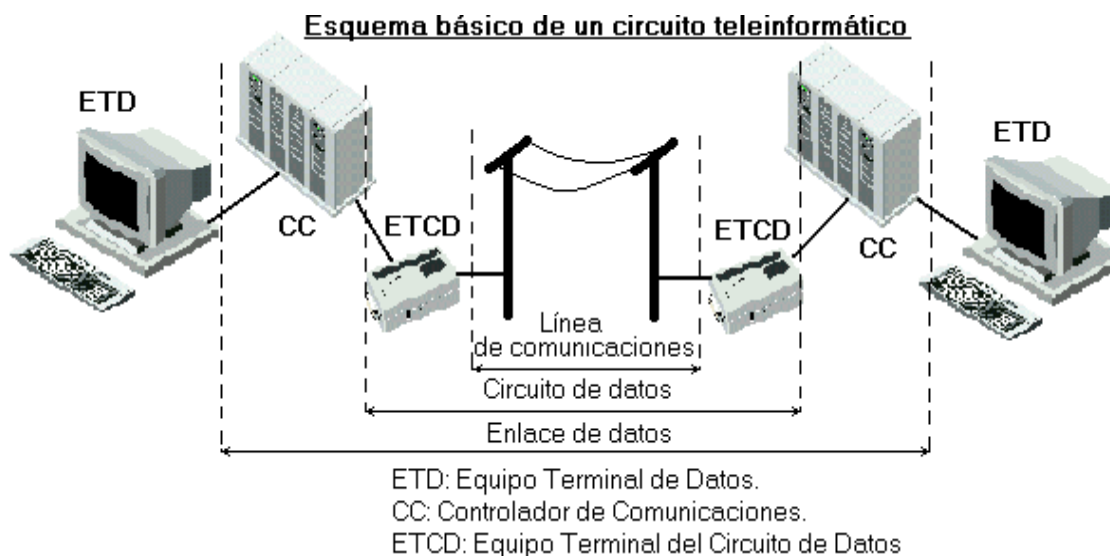 Esquema básico de un circuito teleinformático
ETD
CC
ETCD
ETCD
CC
ETD
Línea
de comunicaciones
Circuito de datos
Enlace de datos
ETD: Equipo Terminal de Datos.
CC: Controlador de Comunicaciones.
ETCD: Equipo Terminal del Circuito de Datos